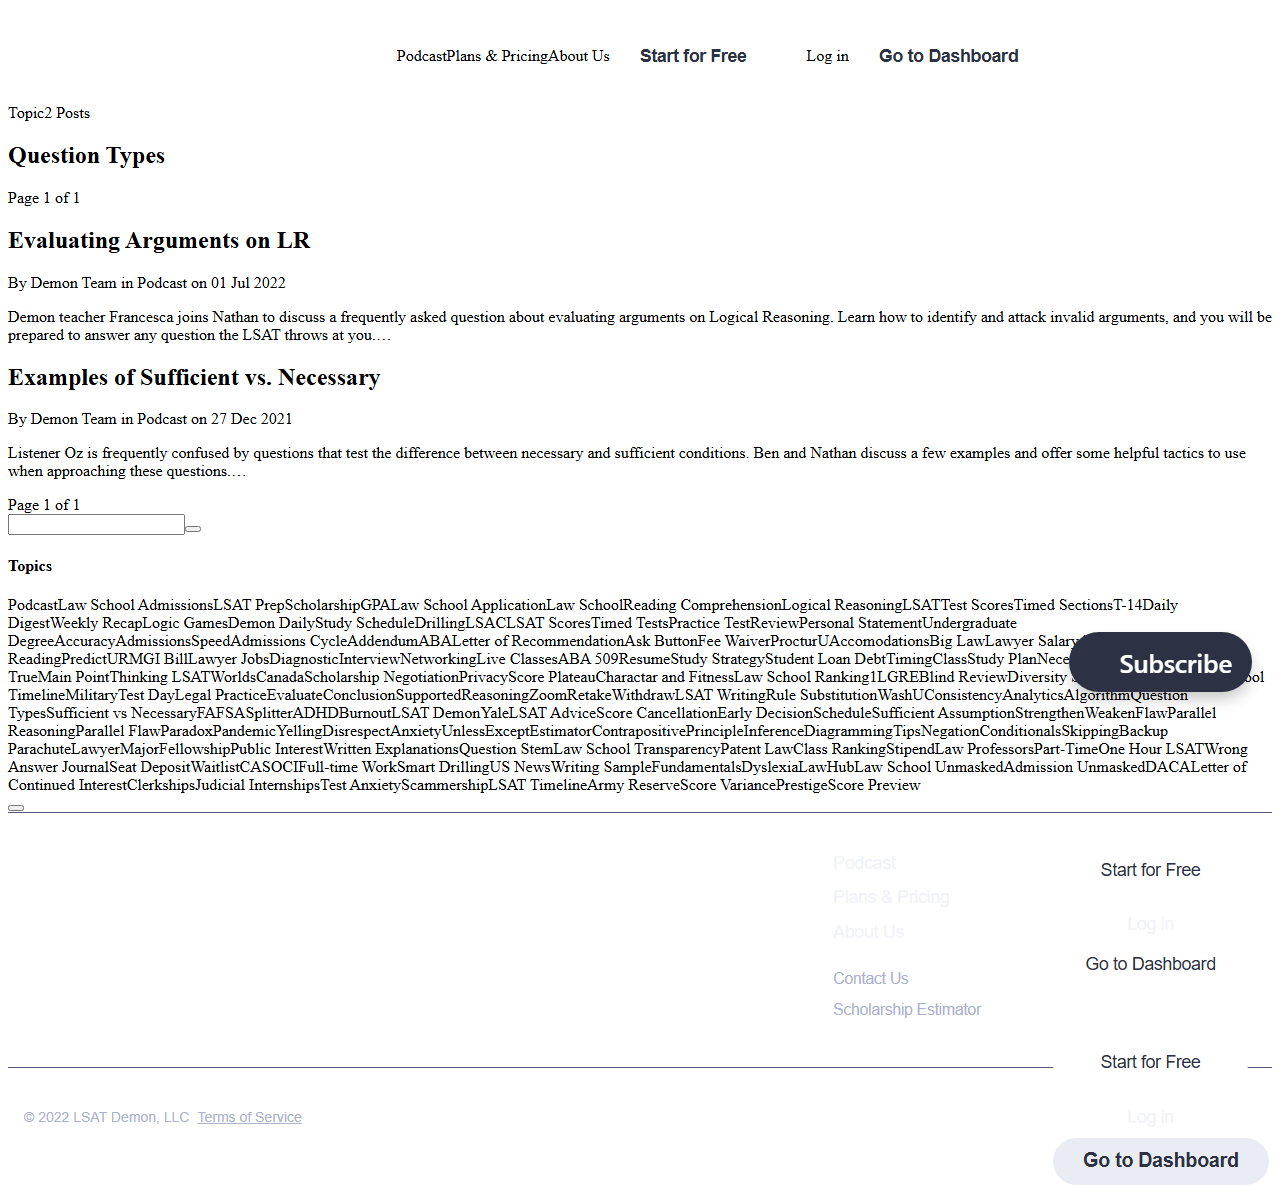 PodcastPlans & PricingAbout Us Start for Free Log in Go to Dashboard
Topic2 Posts
Question Types
Page 1 of 1
Evaluating Arguments on LR
By Demon Team in Podcast on 01 Jul 2022
Demon teacher Francesca joins Nathan to discuss a frequently asked question about evaluating arguments on Logical Reasoning. Learn how to identify and attack invalid arguments, and you will be
prepared to answer any question the LSAT throws at you.…
Examples of Sufficient vs. Necessary
By Demon Team in Podcast on 27 Dec 2021
Listener Oz is frequently confused by questions that test the difference between necessary and sufficient conditions. Ben and Nathan discuss a few examples and offer some helpful tactics to use
when approaching these questions.…
Page 1 of 1
Topics
PodcastLaw School AdmissionsLSAT PrepScholarshipGPALaw School ApplicationLaw SchoolReading ComprehensionLogical ReasoningLSATTest ScoresTimed SectionsT-14Daily
DigestWeekly RecapLogic GamesDemon DailyStudy ScheduleDrillingLSACLSAT ScoresTimed TestsPractice TestReviewPersonal StatementUndergraduate
DegreeAccuracyAdmissionsSpeedAdmissions CycleAddendumABALetter of RecommendationAsk ButtonFee WaiverProcturUAccomodationsBig LawLawyer Salary
ReadingPredictURMGI BillLawyer JobsDiagnosticInterviewNetworkingLive ClassesABA 509ResumeStudy StrategyStudent Loan DebtTimingClassStudy PlanNece
TrueMain PointThinking LSATWorldsCanadaScholarship NegotiationPrivacyScore PlateauCharactar and FitnessLaw School Ranking1LGREBlind ReviewDiversity
TimelineMilitaryTest DayLegal PracticeEvaluateConclusionSupportedReasoningZoomRetakeWithdrawLSAT WritingRule SubstitutionWashUConsistencyAnalyticsAlgorithmQuestion
TypesSufficient vs NecessaryFAFSASplitterADHDBurnoutLSAT DemonYaleLSAT AdviceScore CancellationEarly DecisionScheduleSufficient AssumptionStrengthenWeakenFlawParallel
ReasoningParallel FlawParadoxPandemicYellingDisrespectAnxietyUnlessExceptEstimatorContrapositivePrincipleInferenceDiagrammingTipsNegationConditionalsSkippingBackup
ParachuteLawyerMajorFellowshipPublic InterestWritten ExplanationsQuestion StemLaw School TransparencyPatent LawClass RankingStipendLaw ProfessorsPart-TimeOne Hour LSATWrong
Answer JournalSeat DepositWaitlistCASOCIFull-time WorkSmart DrillingUS NewsWriting SampleFundamentalsDyslexiaLawHubLaw School UnmaskedAdmission UnmaskedDACALetter of
Continued InterestClerkshipsJudicial InternshipsTest AnxietyScammershipLSAT TimelineArmy ReserveScore VariancePrestigeScore Preview
Subscribe
Podcast
Plans & Pricing
About Us
Contact Us
Scholarship Estimator
Start for Free
Log in
Go to Dashboard
Start for Free
Log in
Go to Dashboard
© 2022 LSAT Demon, LLC Terms of Service